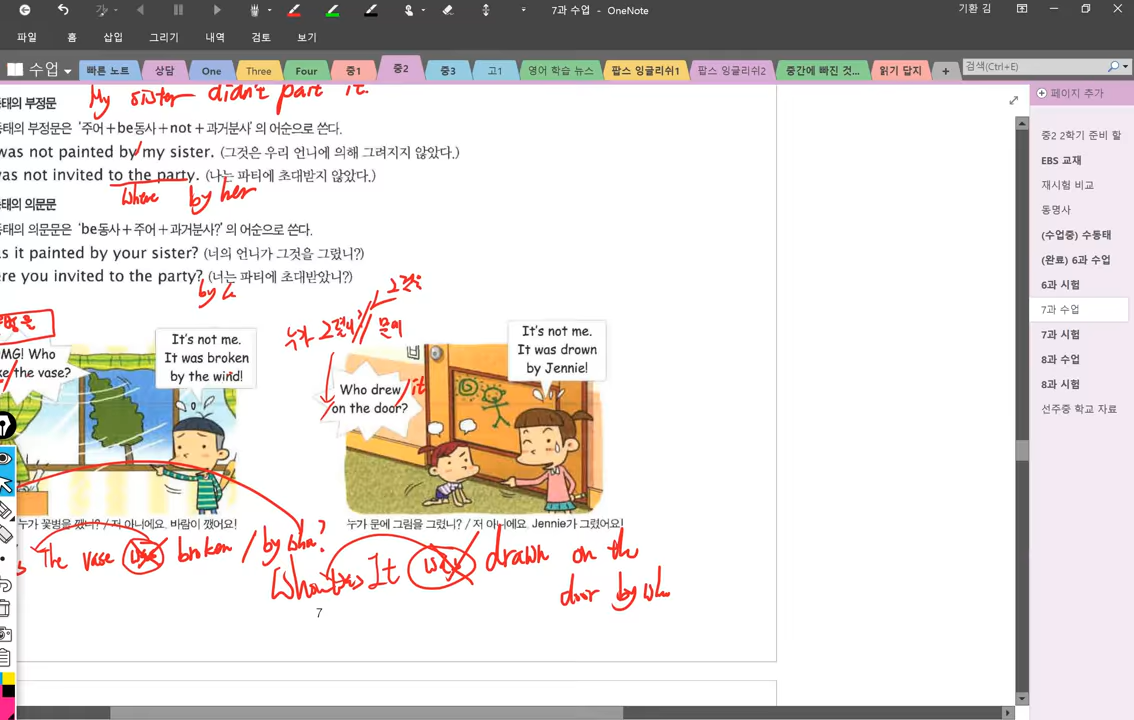 7과 수업 - OneNote
기환 김
파일 홈 삽입 그리기 내역 검토 보기
수업 빠른 노트 상담 One Three Four 중1 중2 중3 고1 영어 학습 뉴스 팝스 잉글리쉬1 팝스 잉글리쉬2 중간에 빠진 것... 읽기 답지 +
검색(Ctrl+E)
페이지 추가
중2 2학기 준비 할
EBS 교재
재시험 비교
동명사
(수업중) 수동태
(완료) 6과 수업
6과 시험
7과 수업
7과 시험
8과 수업
8과 시험
선주중 학교 자료
My sister didn't paint it.
태의 부정문
태의 부정문은 '주어+be동사+not+과거분사'의 어순으로 쓴다.
was not painted by my sister. (그것은 우리 언니에 의해 그려지지 않았다.)
as not invited to the party. (나는 파티에 초대받지 않았다.)
where by her
태의 의문문
태의 의문문은 'be동사+주어+과거분사?'의 어순으로 쓴다.
s it painted by your sister? (너의 언니가 그것을 그렸니?)
ere you invited to the party? (너는 파티에 초대받았니?)
by
그것을
누가 그렸니? 문에
MG! Who
ke the vase?
It's not me.
It was broken
by the wind!
Who drew it
on the door?
It's not me.
It was drown
by Jennie!
누가 꽃병을 깼니? / 저 아니에요. 바람이 깼어요!
누가 문에 그림을 그렸니? / 저 아니에요. Jennie가 그렸어요!
The vase was broken / by who?
It was drawn on the
door by who
7